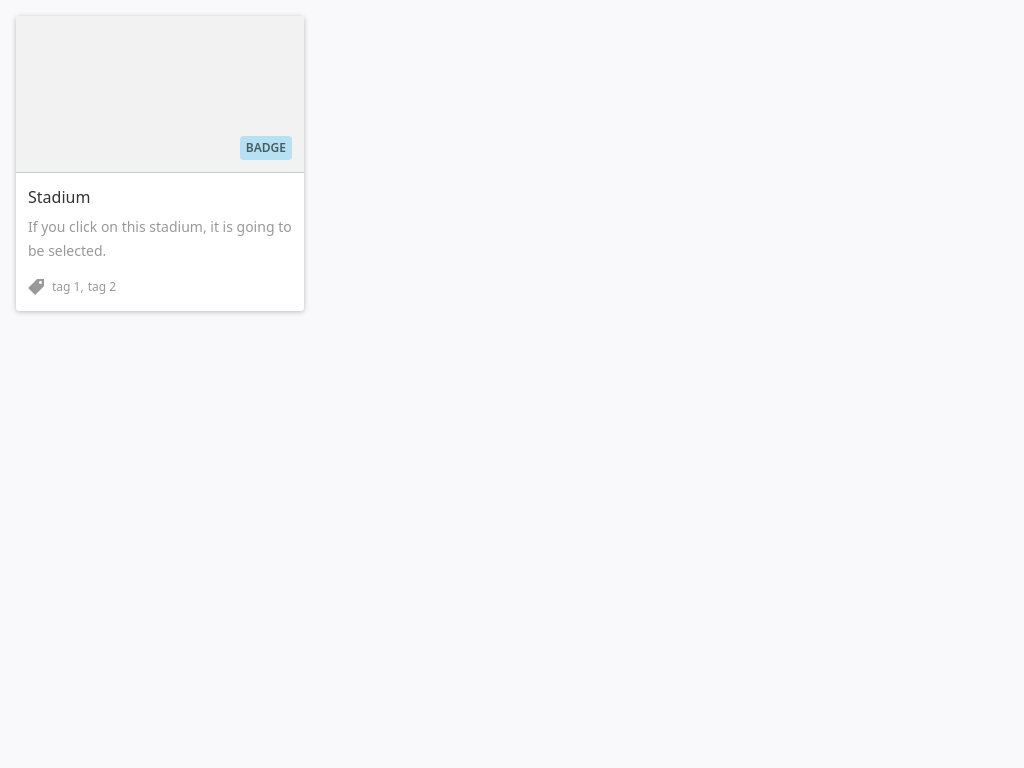 BADGE
Stadium
If you click on this stadium, it is going to
be selected.
tag 1, tag 2